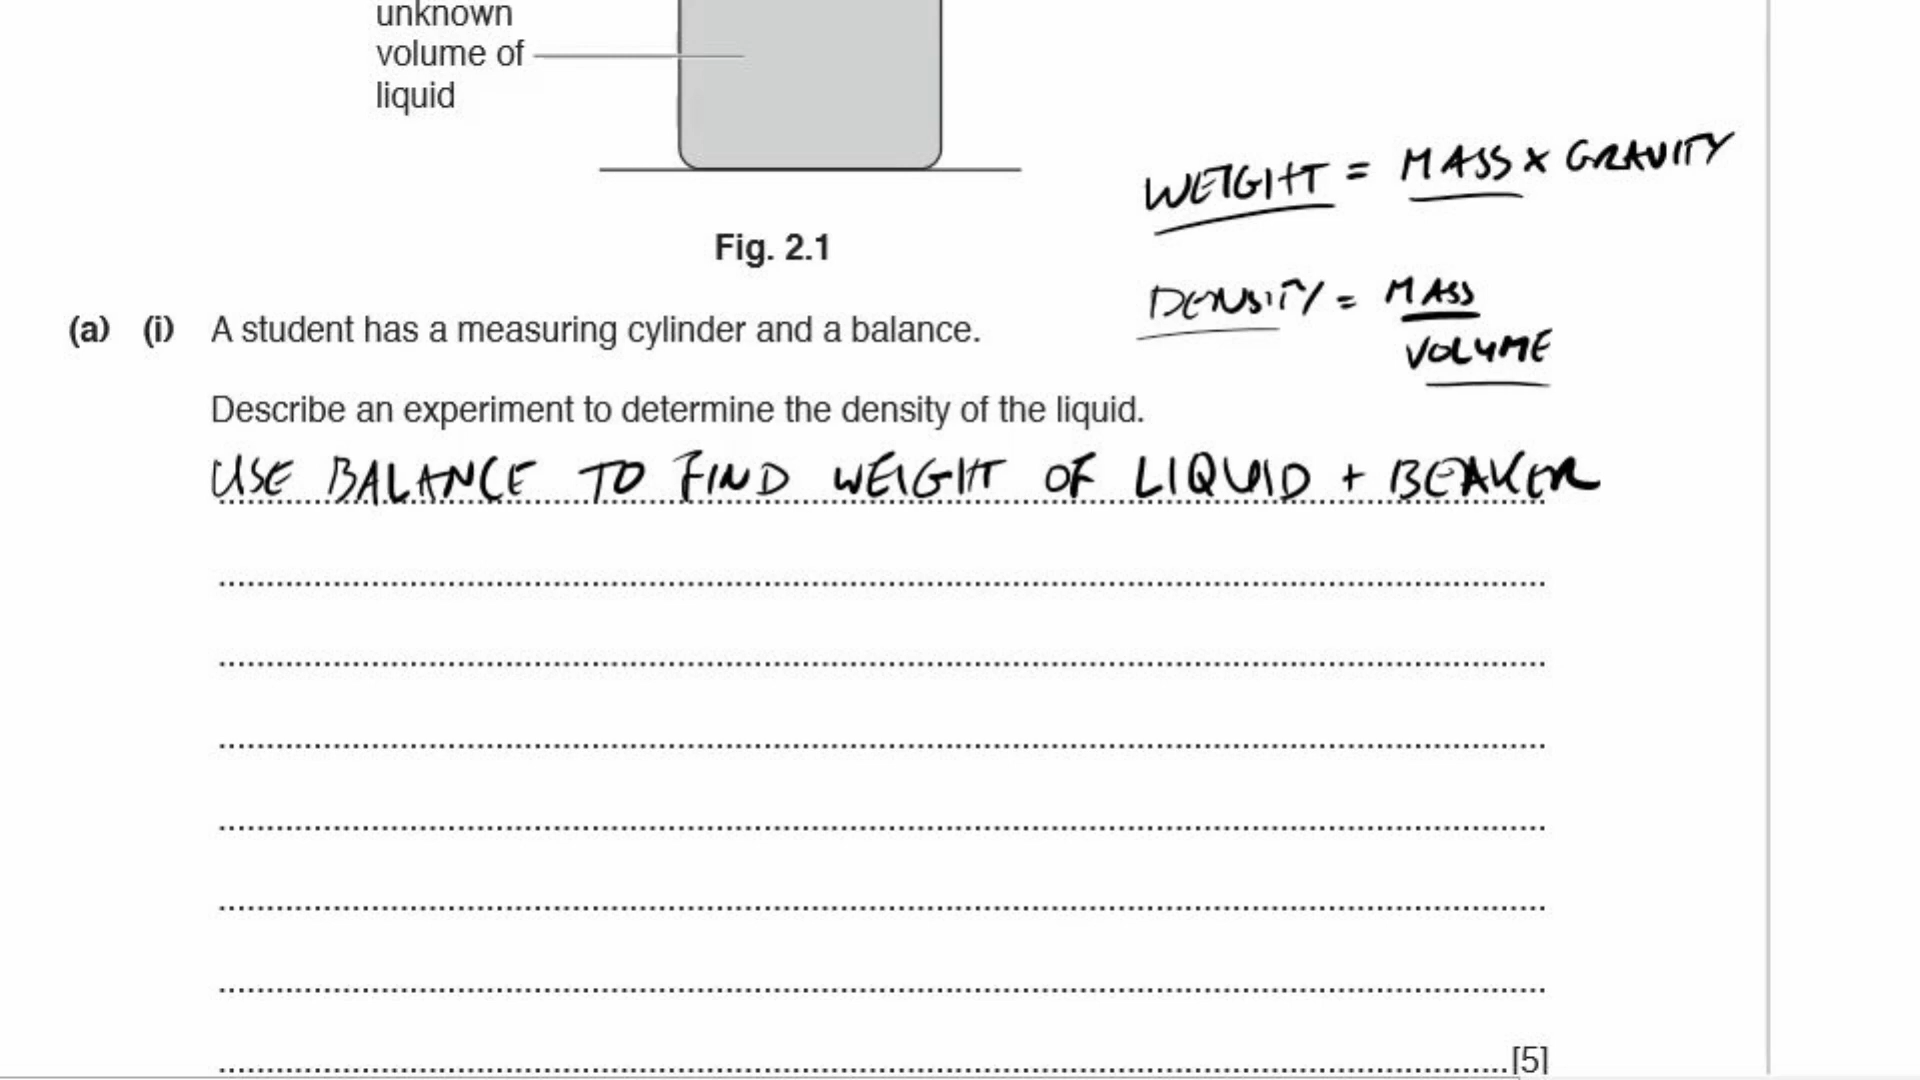 unknown
volume of
liquid
WEIGHT = MASS x GRAVITY
Fig. 2.1
DENSITY = MASS
VOLUME
(a) (i) A student has a measuring cylinder and a balance.
Describe an experiment to determine the density of the liquid.
USE BALANCE TO FIND WEIGHT OF LIQUID + BEAKER
[5]